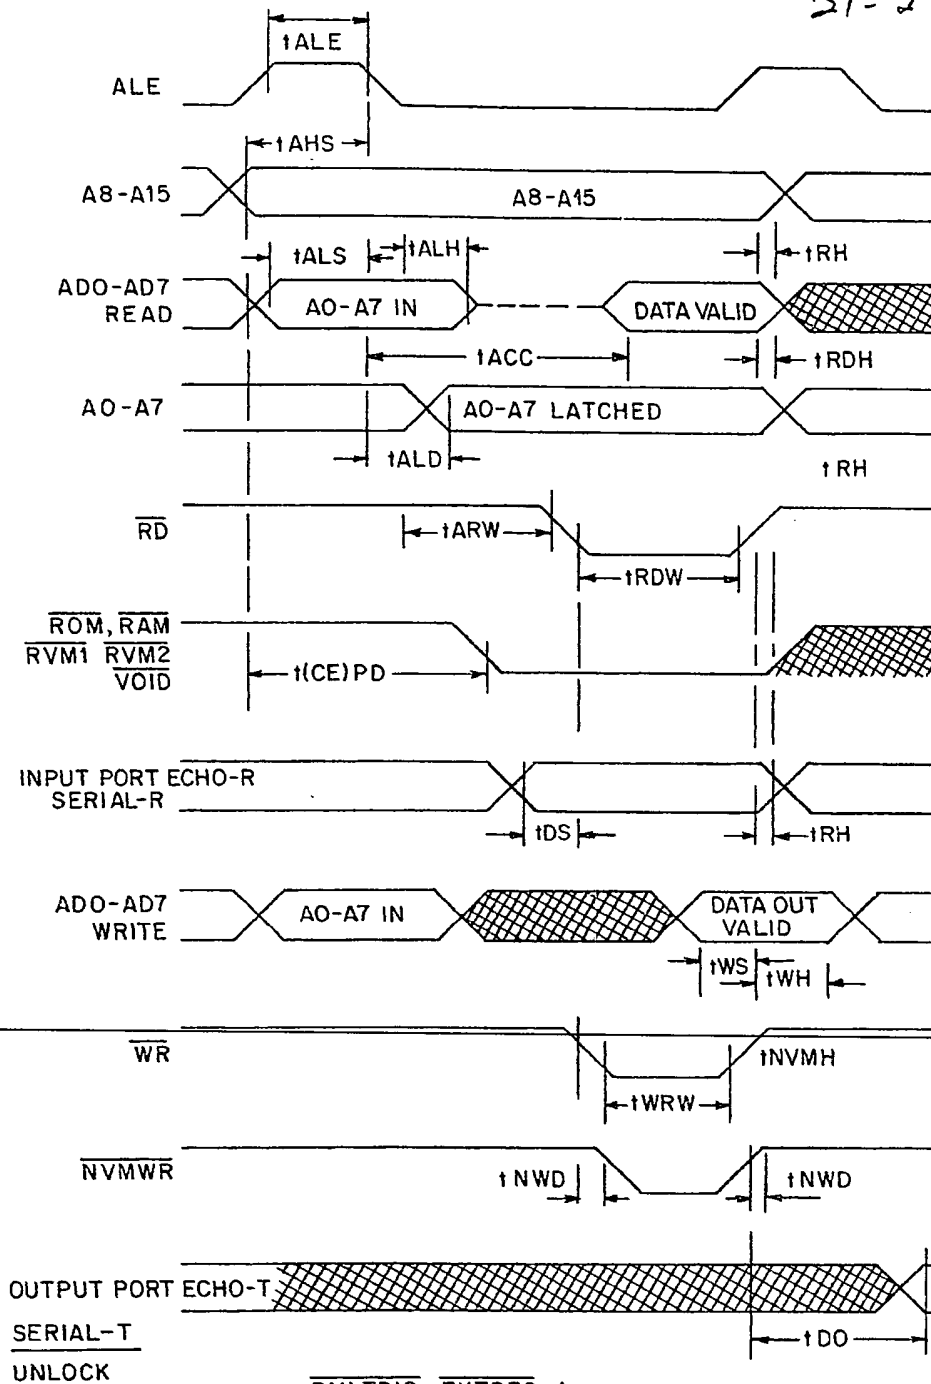 21-2
tALE
ALE
tAHS
A8-A15
A8-A15
tALS
tALH
tRH
AD0-AD7
READ
A0-A7 IN
DATA VALID
tACC
tRDH
A0-A7
A0-A7 LATCHED
tALD
tRH
RD
tARW
tRDW
ROM, RAM
RVM1 RVM2
VOID
t(CE)PD
INPUT PORT ECHO-R
SERIAL-R
tDS
tRH
AD0-AD7
WRITE
A0-A7 IN
DATA OUT
VALID
tWS
tWH
WR
tNVMH
tWRW
NVMWR
tNWD
tNWD
OUTPUT PORT ECHO-T
SERIAL-T
tDO
UNLOCK